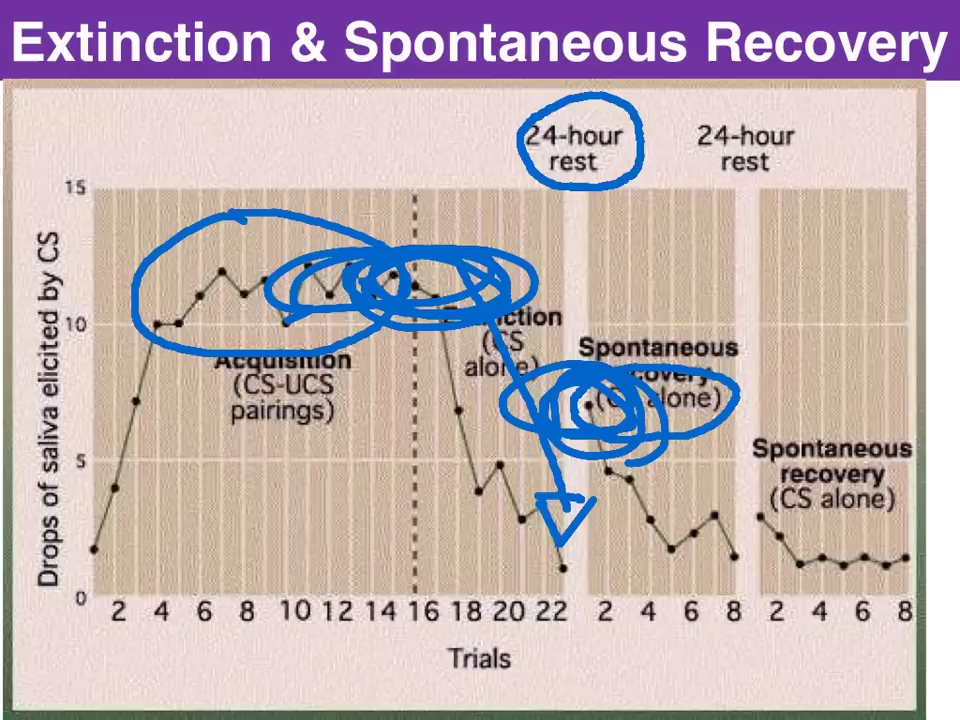 Extinction & Spontaneous Recovery
24-hour
rest
24-hour
rest
Drops of saliva elicited by CS
15
10
5
0
Acquisition
(CS-UCS
pairings)
(CS
alone)
Spontaneous
(CS alone)
Spontaneous
recovery
(CS alone)
2 4 6 8 10 12 14 16 18 20 22
2 4 6 8
2 4 6 8
Trials